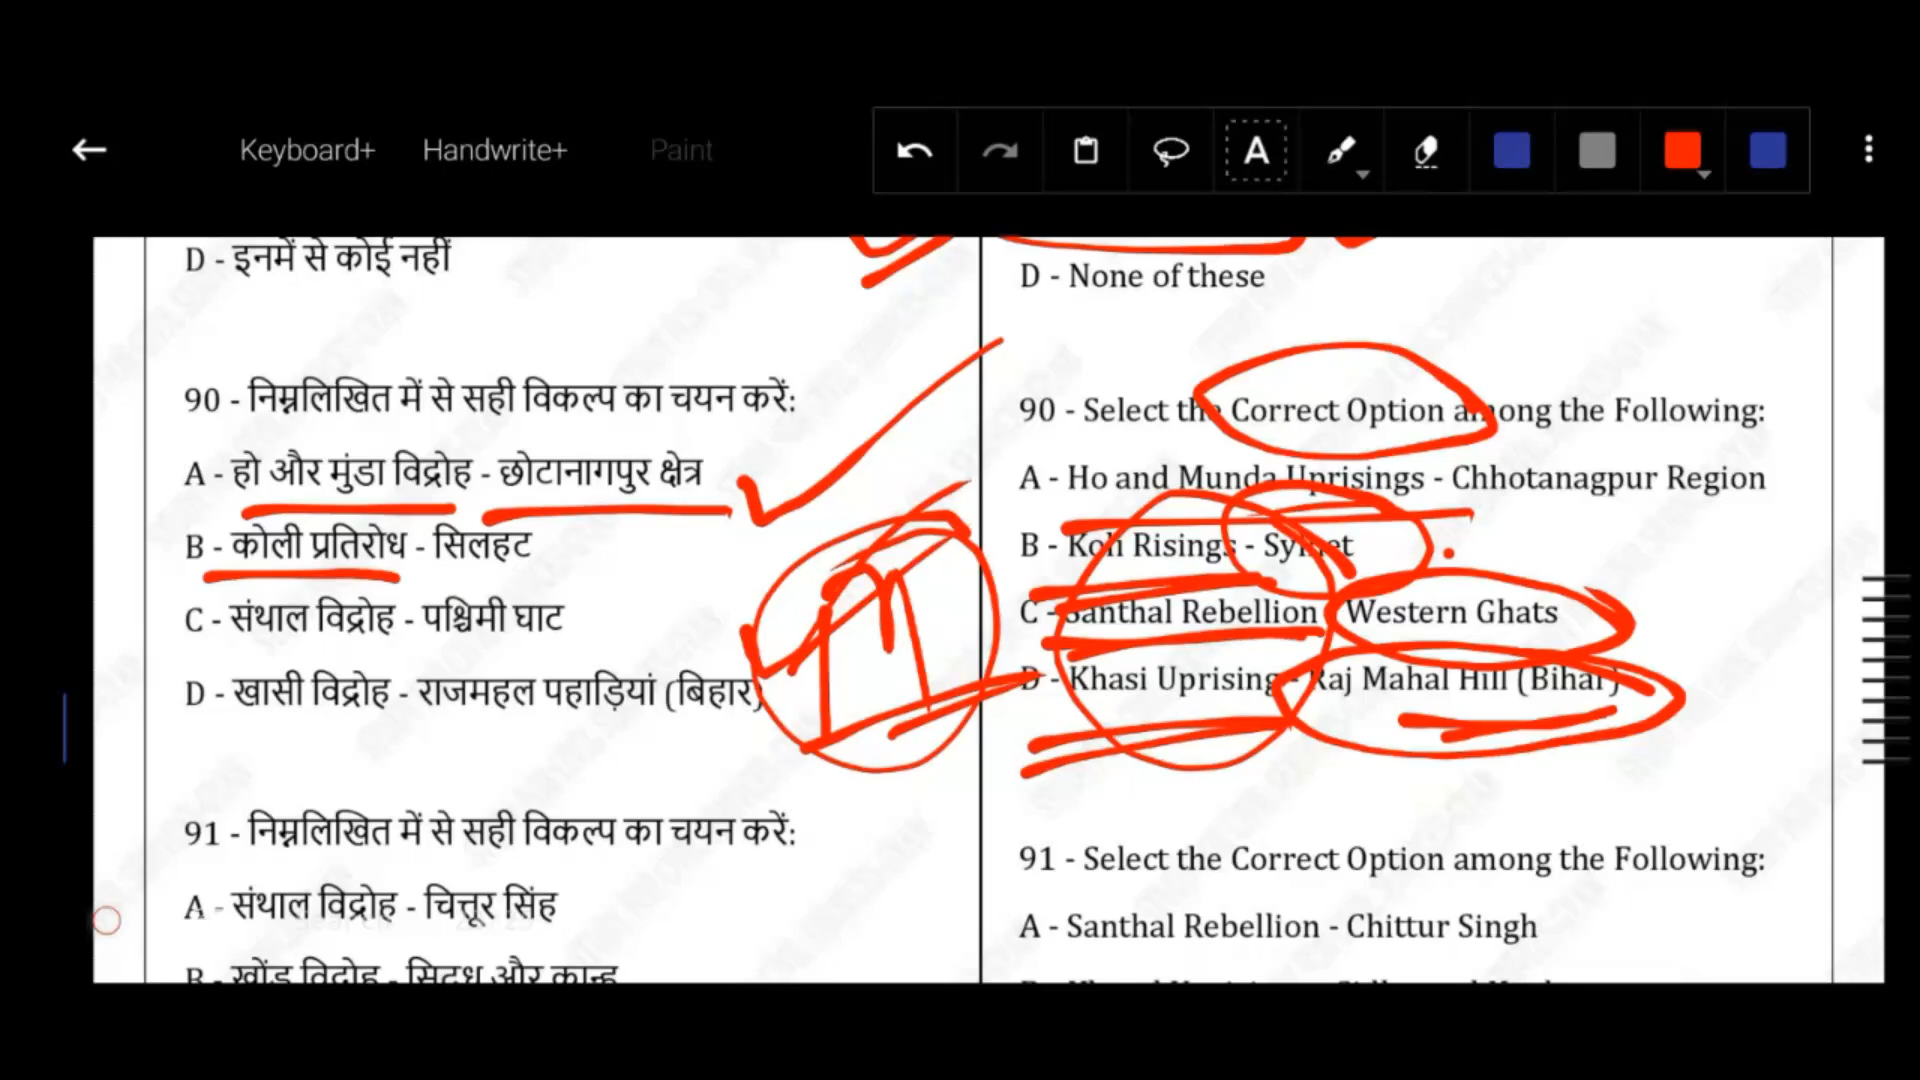 Keyboard+ Handwrite+ Paint
A
D - इनमें से कोई नहीं
90 - निम्नलिखित में से सही विकल्प का चयन करें:
A - हो और मुंडा विद्रोह - छोटानागपुर क्षेत्र
B - कोली प्रतिरोध - सिलहट
C - संथाल विद्रोह - पश्चिमी घाट
D - खासी विद्रोह - राजमहल पहाड़ियां (बिहार)
91 - निम्नलिखित में से सही विकल्प का चयन करें:
A - संथाल विद्रोह - चित्तूर सिंह
B - खोंड विद्रोह - सिद्धू और कान्हू
D - None of these
90 - Select the Correct Option among the Following:
A - Ho and Munda Uprisings - Chhotanagpur Region
B - Koli Risings - Sylhet
C - Santhal Rebellion - Western Ghats
D - Khasi Uprising - Raj Mahal Hill (Bihar)
91 - Select the Correct Option among the Following:
A - Santhal Rebellion - Chittur Singh